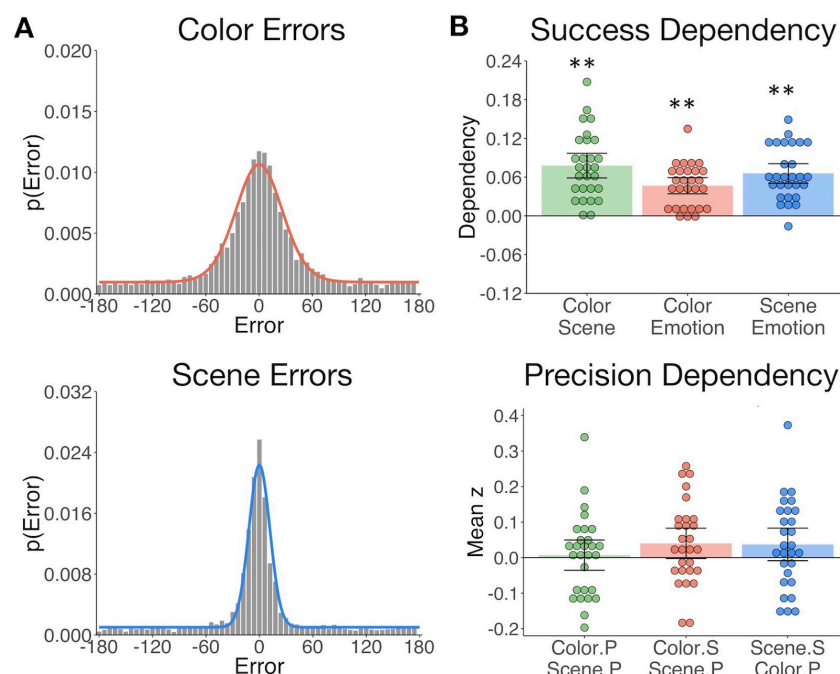 A
Color Errors
p(Error)
0.020
0.015
0.010
0.005
0.000
-180 -120 -60 0 60 120 180
Error
Scene Errors
p(Error)
0.032
0.024
0.016
0.008
0.000
-180 -120 -60 0 60 120 180
Error
B
Success Dependency
Dependency
0.24
0.18
0.12
0.06
0.00
-0.06
-0.12
** ** **
Color Color Scene
Scene Emotion Emotion
Precision Dependency
Mean z
0.4
0.3
0.2
0.1
0.0
-0.1
-0.2
Color.P Color.S Scene.S
Scene.P Scene.P Color.P